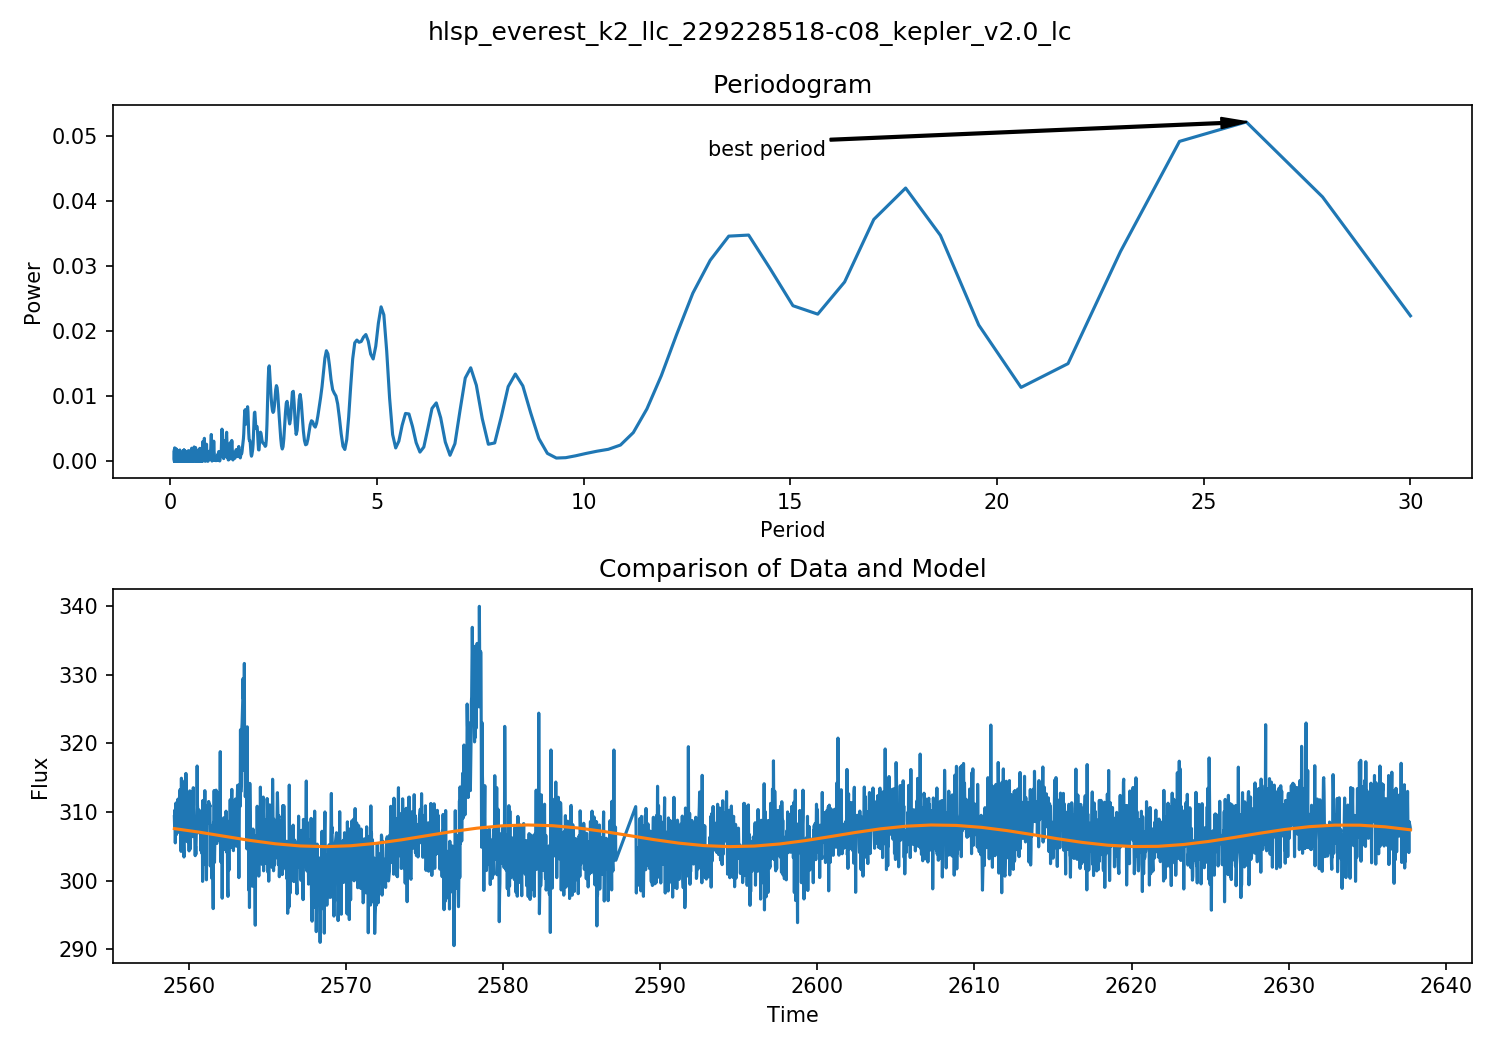 hlsp_everest_k2_llc_229228518-c08_kepler_v2.0_lc
Periodogram
0.05
0.04
0.03
0.02
0.01
0.00
Power
best period
0 5 10 15 20 25 30
Period
Comparison of Data and Model
340
330
320
310
300
290
Flux
2560 2570 2580 2590 2600 2610 2620 2630 2640
Time